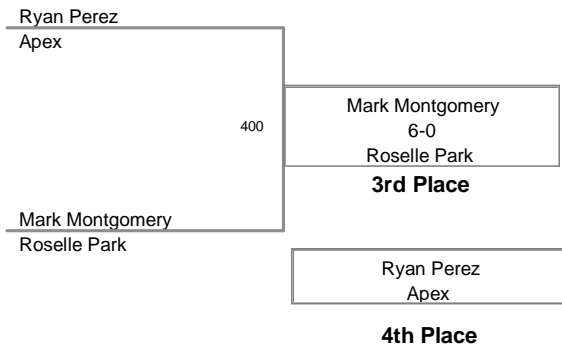 Ryan Perez
Apex
400
Mark Montgomery
6-0
Roselle Park
3rd Place
Mark Montgomery
Roselle Park
Ryan Perez
Apex
4th Place